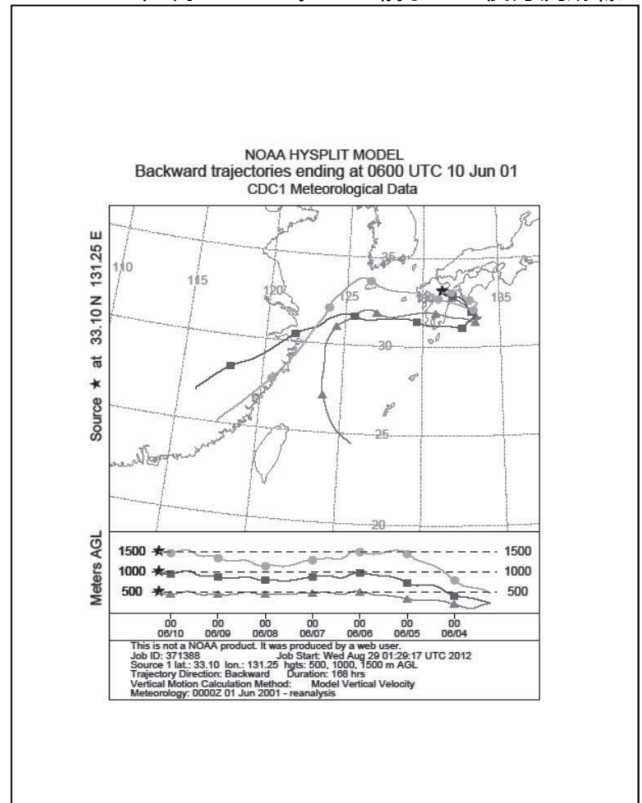 NOAA HYSPLIT MODEL
Backward trajectories ending at 0600 UTC 10 Jun 01
CDC1 Meteorological Data
Source ★ at 33.10 N 131.25 E
110
115
120
125
130
135
35
30
25
20
Meters AGL
1500
1000
500
1500
1000
500
00 00 00 00 00 00 00
06/10 06/09 06/08 06/07 06/06 06/05 06/04
This is not a NOAA product. It was produced by a web user.
Job ID: 371388 Job Start: Wed Aug 29 01:29:17 UTC 2012
Source 1 lat.: 33.10 lon.: 131.25 hgts: 500, 1000, 1500 m AGL
Trajectory Direction: Backward Duration: 168 hrs
Vertical Motion Calculation Method: Model Vertical Velocity
Meteorology: 0000Z 01 Jun 2001 - reanalysis